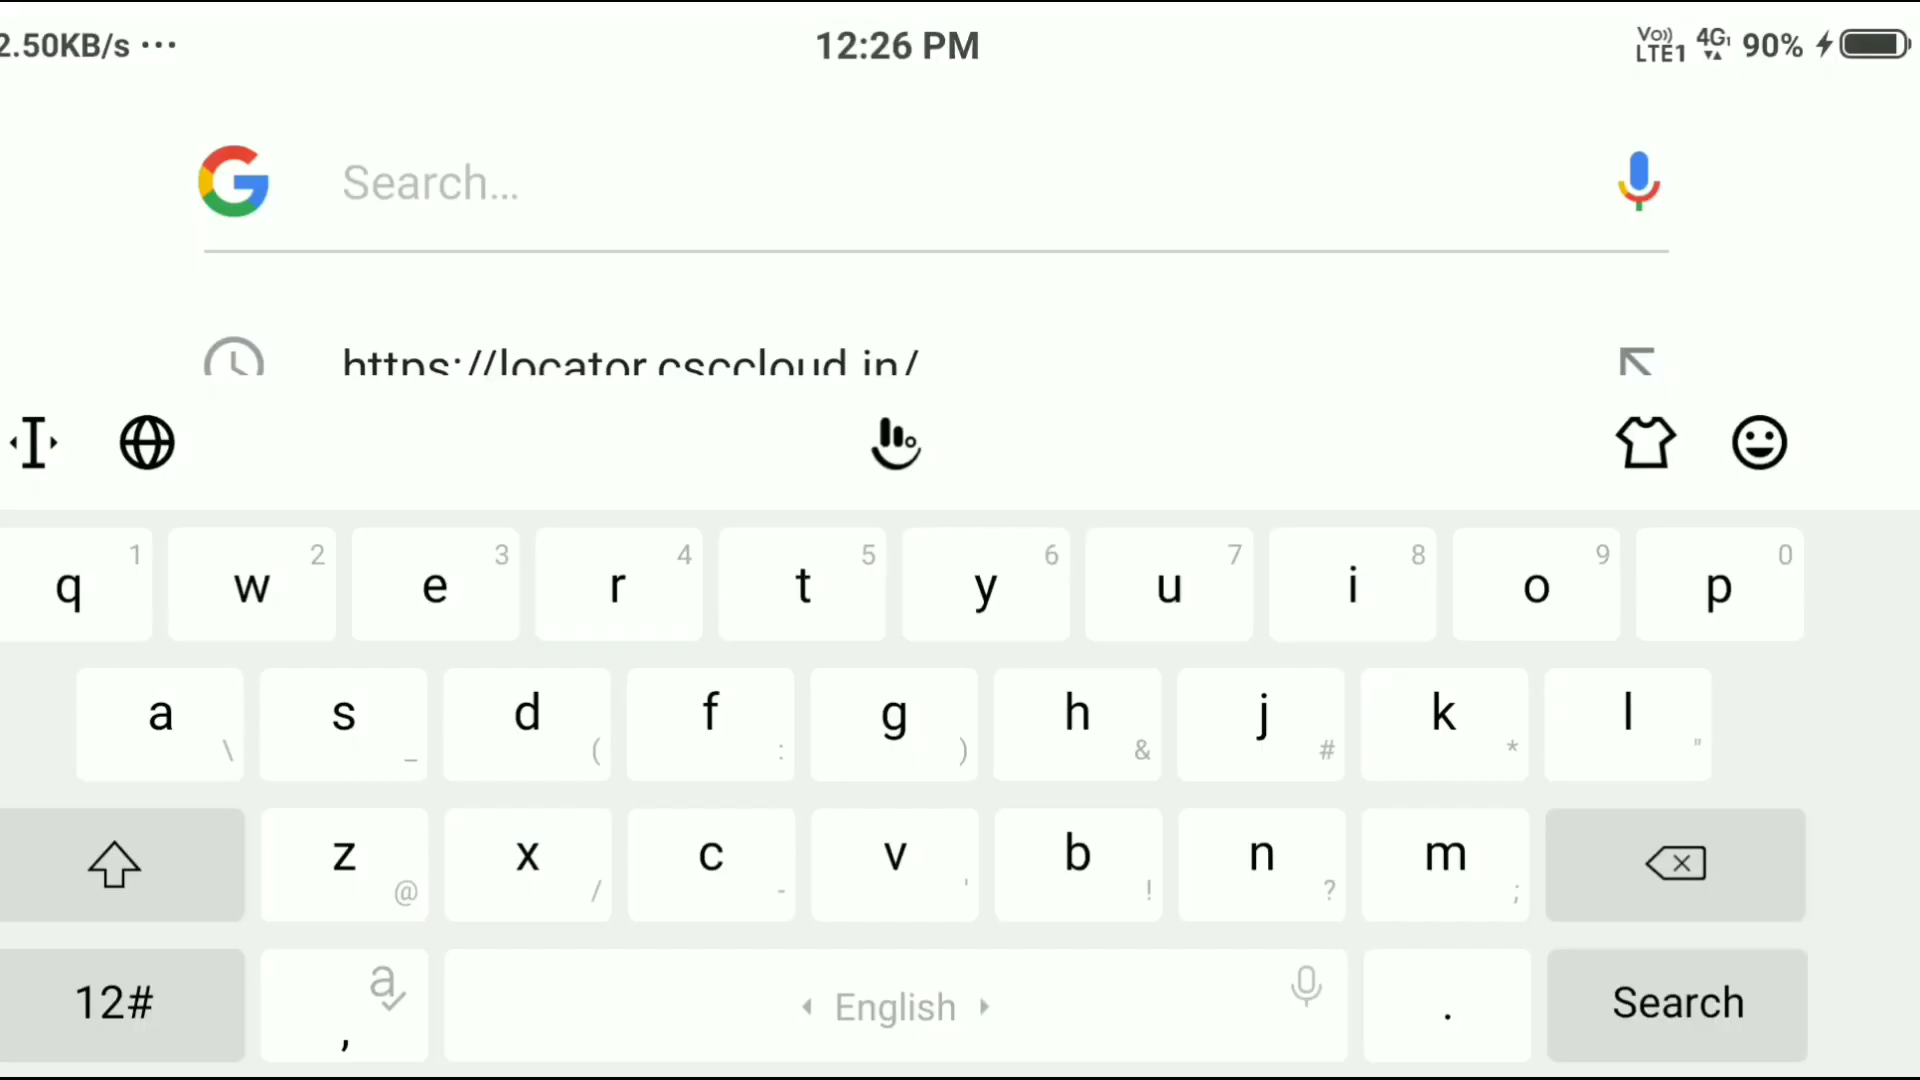 2.50KB/s ...
12:26 PM
Vo)) LTE1 4G1 90%
Search...
https://locator.csccloud.in/
q 1 w 2 e 3 r 4 t 5 y 6 u 7 i 8 o 9 p 0
a \ s _ d ( f : g ) h & j # k * l "
z @ x / c - v ' b ! n ? m ;
12# , a English . Search